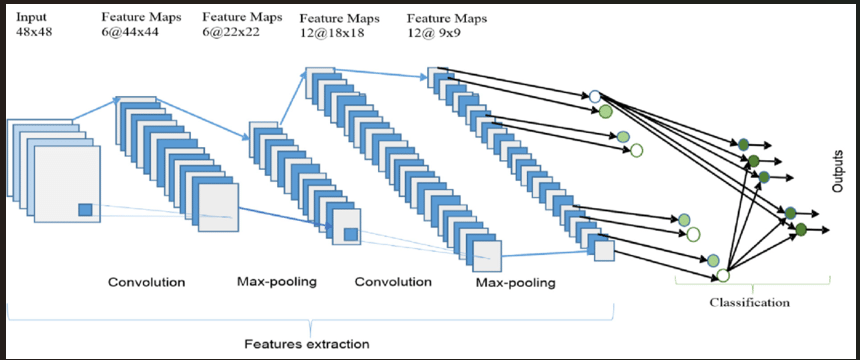 Input
48x48
Feature Maps
6@44x44
Feature Maps
6@22x22
Feature Maps
12@18x18
Feature Maps
12@ 9x9
Outputs
Convolution
Max-pooling
Convolution
Max-pooling
Classification
Features extraction